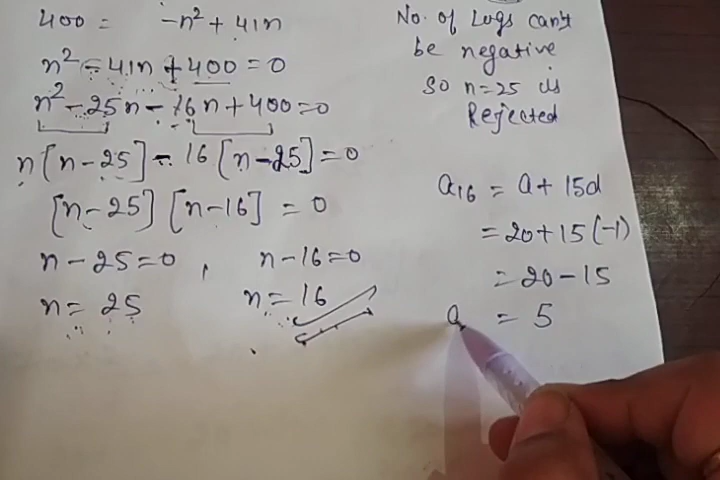 400 = -n² + 41n
n² - 41n + 400 = 0
n² - 25n - 16n + 400 = 0
n[n - 25] - 16[n - 25] = 0
[n - 25] [n - 16] = 0
n - 25 = 0 , n - 16 = 0
n = 25 n = 16
No. of Logs can't
be negative
so n = 25 is
Rejected
a₁₆ = a + 15d
= 20 + 15(-1)
= 20 - 15
a = 5